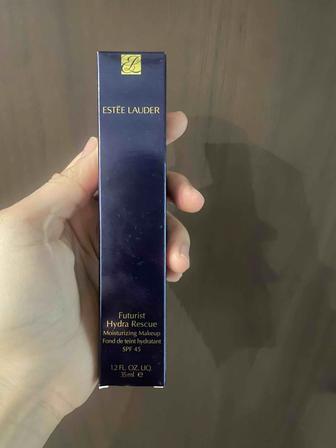 ESTĒE LAUDER
Futurist
Hydra Rescue
Moisturizing Makeup
Fond de teint hydratant
SPF 45
1.2 FL. OZ. LIQ.
35 ml ℮